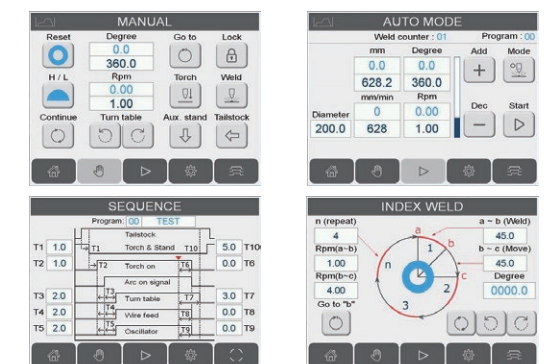 MANUAL
Reset Degree Go to Lock
0.0
360.0
H / L Rpm Torch Weld
0.00
1.00
Continue Turn table Aux. stand Tailstock
AUTO MODE
Weld counter : 01 Program : 00
mm Degree Add Mode
0.0 0.0
628.2 360.0
mm/min Rpm
Diameter 0 0.00 Dec Start
200.0 628 1.00
SEQUENCE
Program: 00 TEST
Tailstock
T1 1.0 T1 Torch & Stand T10 5.0 T10
T2 1.0 T2 Torch on T6 0.0 T6
Arc on signal
T3 2.0 T3 Turn table T7 3.0 T7
T4 2.0 T4 Wire feed T8 0.0 T8
T5 2.0 T5 Oscillator T9 0.0 T9
INDEX WELD
n (repeat) a a ~ b (Weld)
4 1 b 45.0
Rpm(a~b) b ~ c (Move)
1.00 n c 45.0
Rpm(b~c) Degree
4.00 2 0000.0
Go to "b" 3